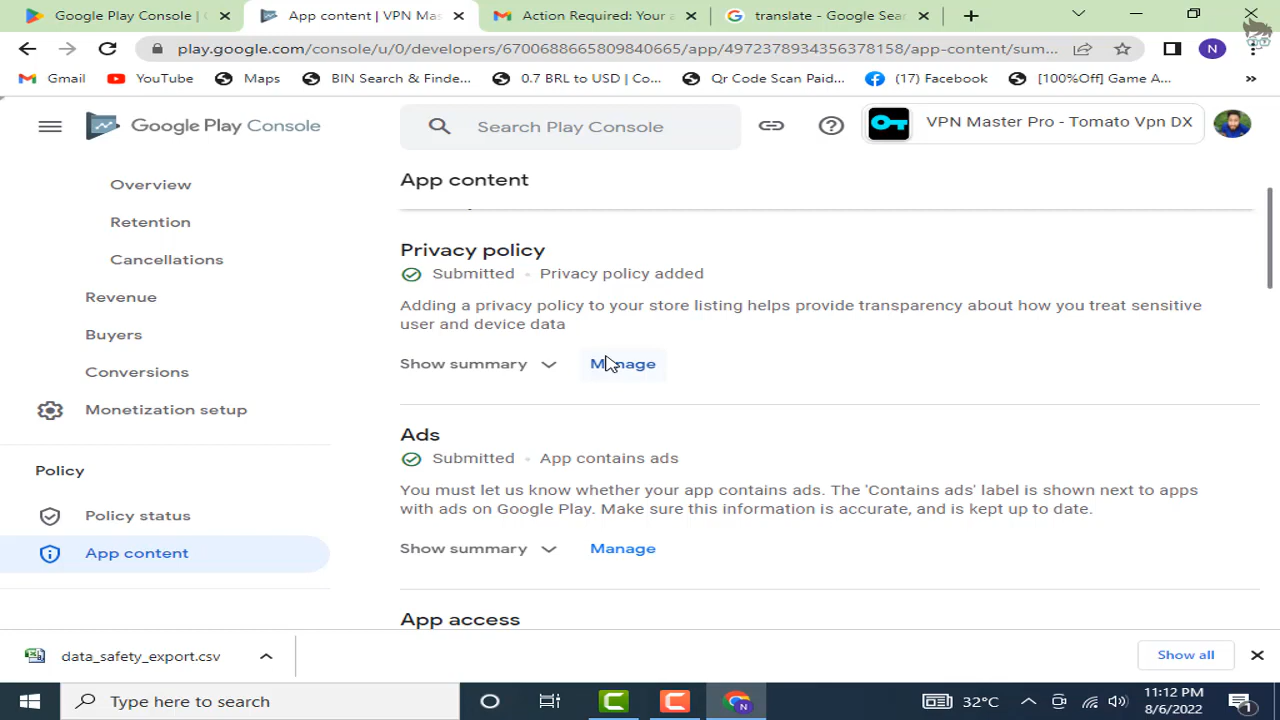 Google Play Console |
App content | VPN Mas
Action Required: Your a
translate - Google Sear
play.google.com/console/u/0/developers/6700688665809840665/app/4972378934356378158/app-content/sum...
N
Gmail
YouTube
Maps
BIN Search & Finde...
0.7 BRL to USD | Co...
Qr Code Scan Paid...
(17) Facebook
[100%Off] Game A...
»
Google Play Console
Search Play Console
VPN Master Pro - Tomato Vpn DX
Overview
Retention
Cancellations
Revenue
Buyers
Conversions
Monetization setup
Policy
Policy status
App content
App content
Privacy policy
Submitted • Privacy policy added
Adding a privacy policy to your store listing helps provide transparency about how you treat sensitive
user and device data
Show summary
Manage
Ads
Submitted • App contains ads
You must let us know whether your app contains ads. The 'Contains ads' label is shown next to apps
with ads on Google Play. Make sure this information is accurate, and is kept up to date.
Show summary
Manage
App access
data_safety_export.csv
Show all
Type here to search
32°C
11:12 PM
8/6/2022
1